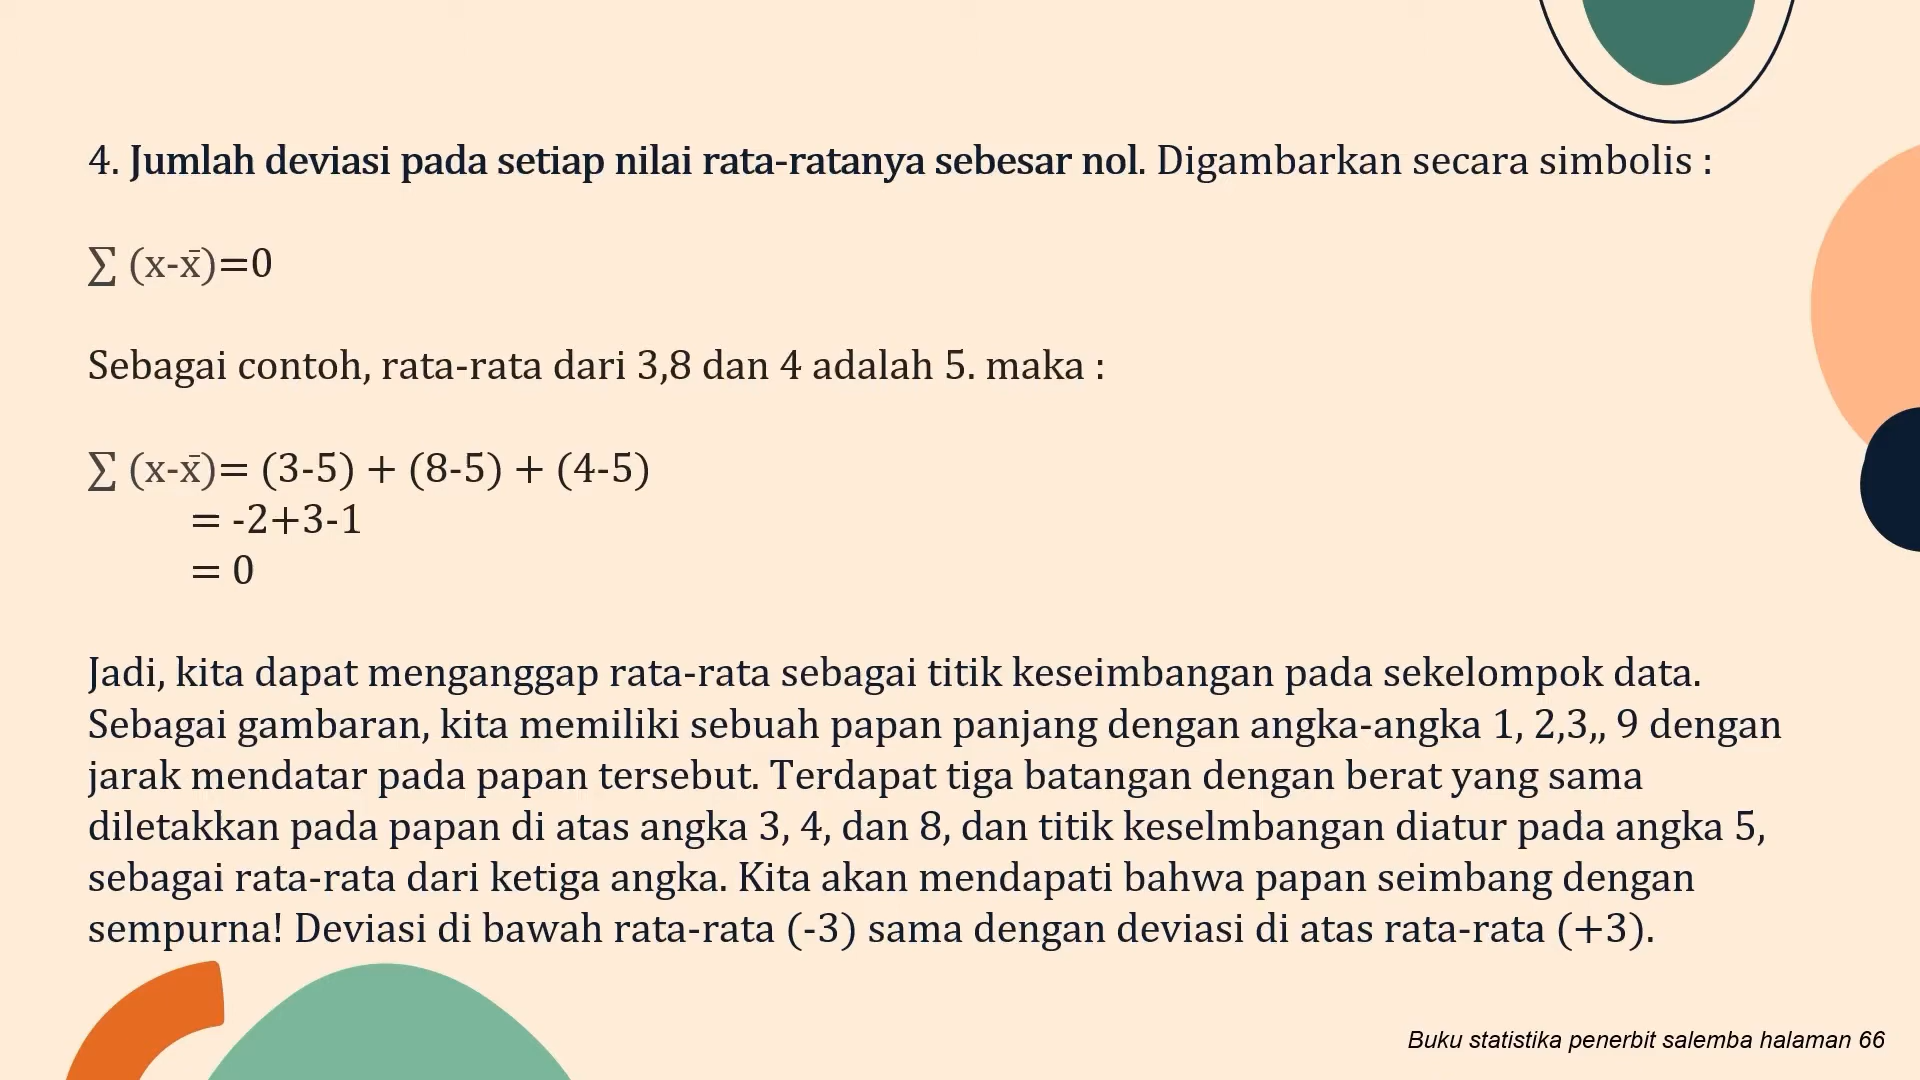 4. Jumlah deviasi pada setiap nilai rata-ratanya sebesar nol. Digambarkan secara simbolis :
∑ (x-x̄)=0
Sebagai contoh, rata-rata dari 3,8 dan 4 adalah 5. maka :
∑ (x-x̄)= (3-5) + (8-5) + (4-5)
= -2+3-1
= 0
Jadi, kita dapat menganggap rata-rata sebagai titik keseimbangan pada sekelompok data.
Sebagai gambaran, kita memiliki sebuah papan panjang dengan angka-angka 1, 2,3,, 9 dengan
jarak mendatar pada papan tersebut. Terdapat tiga batangan dengan berat yang sama
diletakkan pada papan di atas angka 3, 4, dan 8, dan titik keselmbangan diatur pada angka 5,
sebagai rata-rata dari ketiga angka. Kita akan mendapati bahwa papan seimbang dengan
sempurna! Deviasi di bawah rata-rata (-3) sama dengan deviasi di atas rata-rata (+3).
Buku statistika penerbit salemba halaman 66